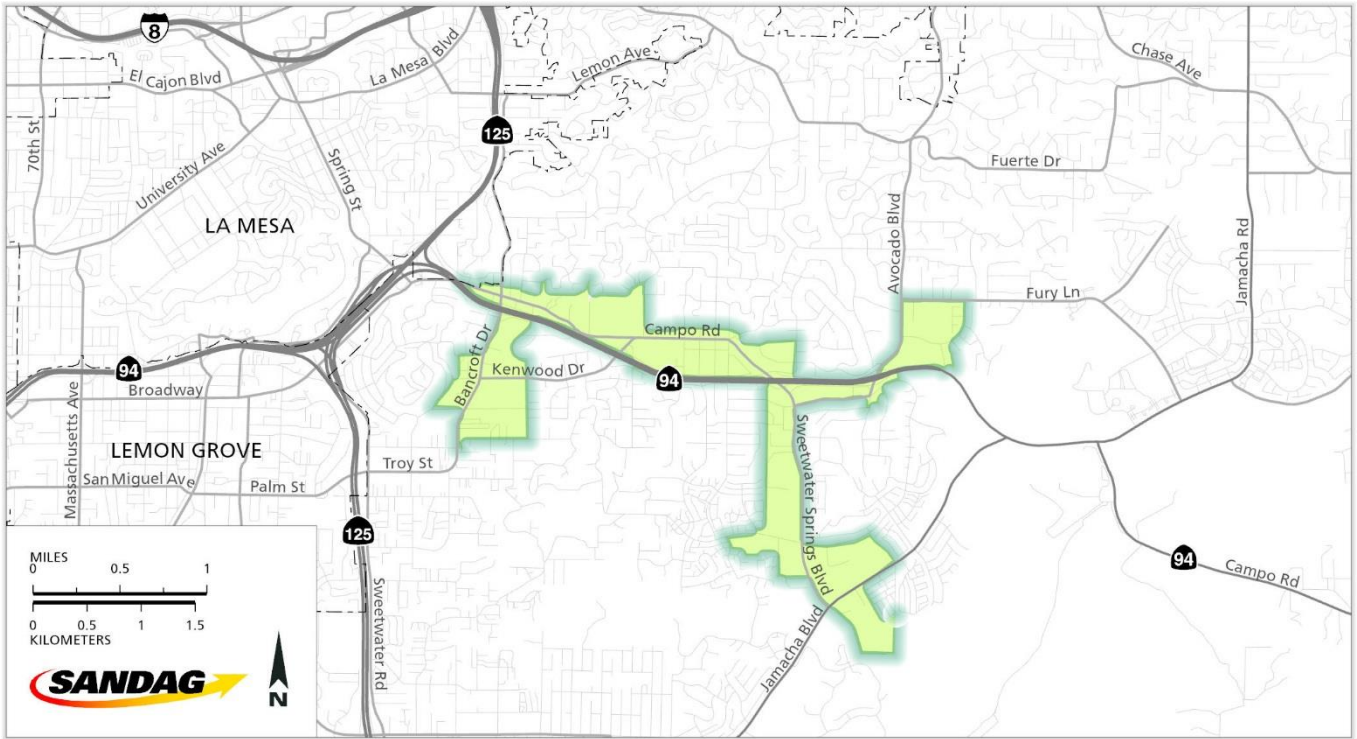 8
El Cajon Blvd
La Mesa Blvd
Lemon Ave
Chase Ave
70th St
125
University Ave
Spring St
Fuerte Dr
LA MESA
Avocado Blvd
Jamacha Rd
Fury Ln
Campo Rd
Bancroft Dr
Kenwood Dr
94
94
Broadway
Massachusetts Ave
LEMON GROVE
San Miguel Ave
Palm St
Troy St
Sweetwater Springs Blvd
125
94
Campo Rd
Sweetwater Rd
Jamacha Blvd
MILES
0 0.5 1
0 0.5 1 1.5
KILOMETERS
SANDAG
N